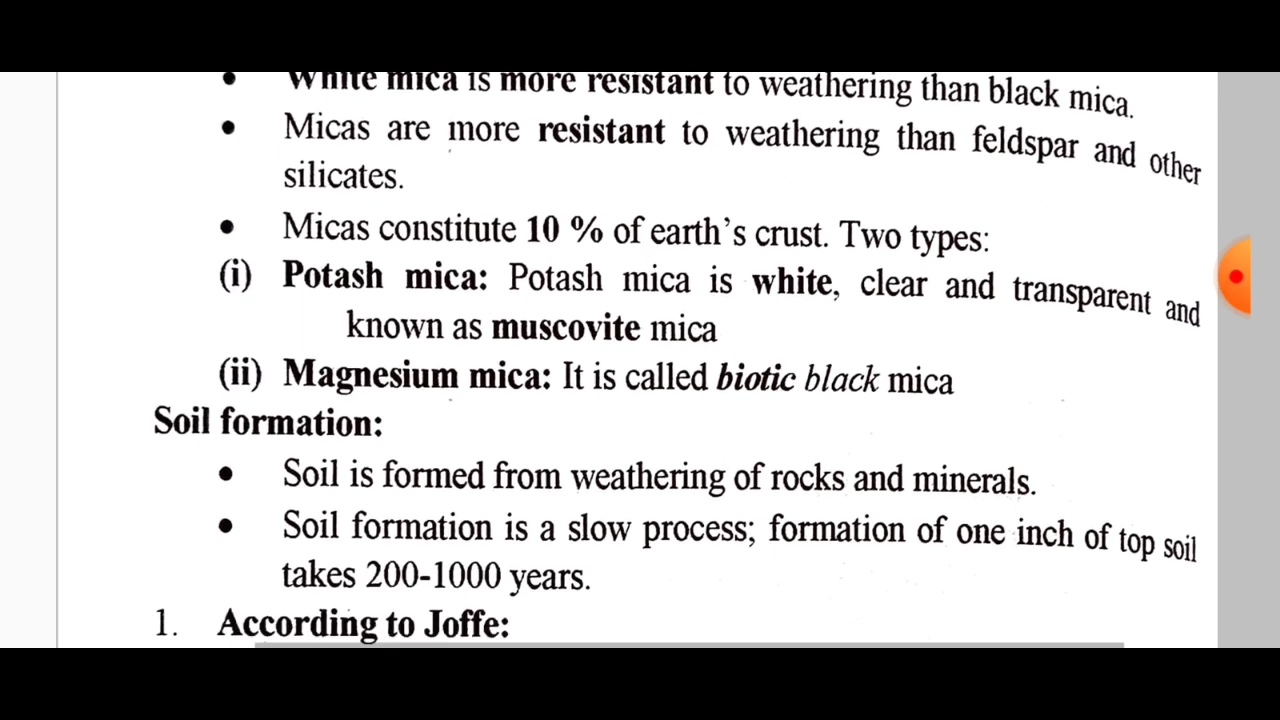 • White mica is more resistant to weathering than black mica.
• Micas are more resistant to weathering than feldspar and other
silicates.
• Micas constitute 10 % of earth's crust. Two types:
(i) Potash mica: Potash mica is white, clear and transparent and
known as muscovite mica
(ii) Magnesium mica: It is called biotic black mica
Soil formation:
• Soil is formed from weathering of rocks and minerals.
• Soil formation is a slow process; formation of one inch of top soil
takes 200-1000 years.
1. According to Joffe: